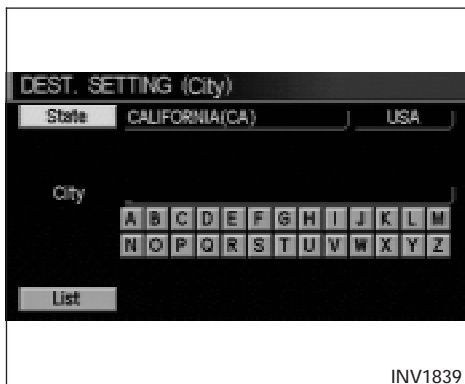 DEST. SETTING (City)
State CALIFORNIA(CA) USA
City
A B C D E F G H I J K L M
N O P Q R S T U V W X Y Z
List
INV1839